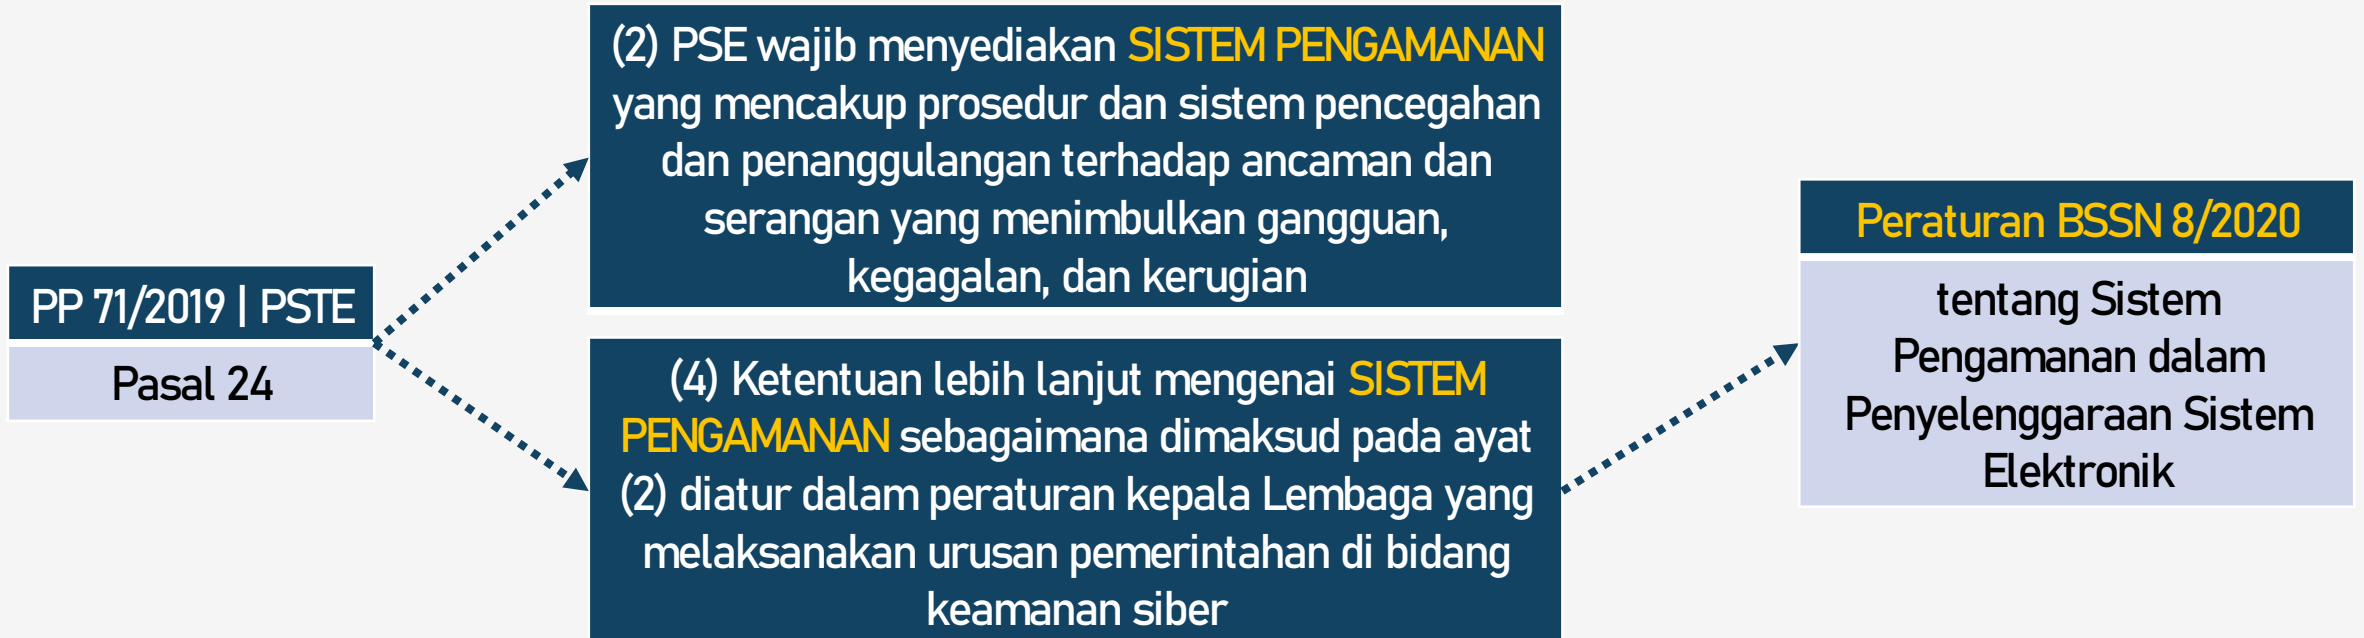 PP 71/2019 | PSTE
Pasal 24
(2) PSE wajib menyediakan SISTEM PENGAMANAN
yang mencakup prosedur dan sistem pencegahan
dan penanggulangan terhadap ancaman dan
serangan yang menimbulkan gangguan,
kegagalan, dan kerugian
(4) Ketentuan lebih lanjut mengenai SISTEM
PENGAMANAN sebagaimana dimaksud pada ayat
(2) diatur dalam peraturan kepala Lembaga yang
melaksanakan urusan pemerintahan di bidang
keamanan siber
Peraturan BSSN 8/2020
tentang Sistem
Pengamanan dalam
Penyelenggaraan Sistem
Elektronik